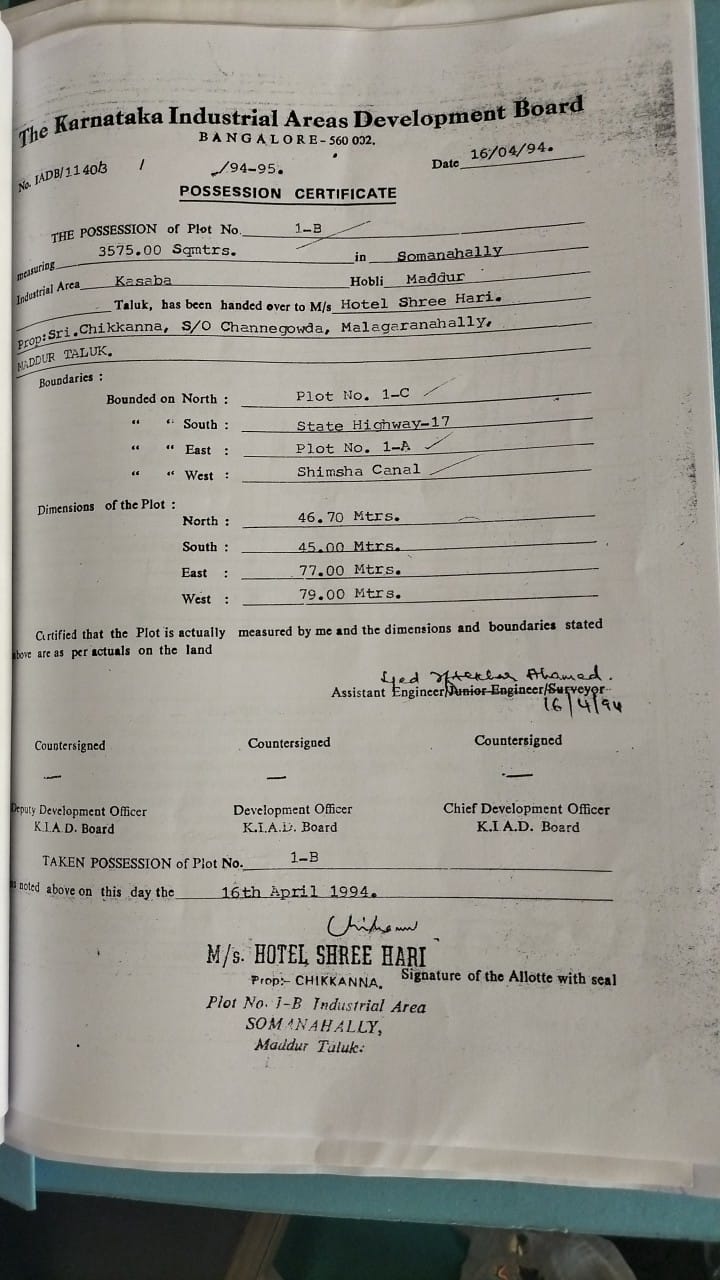 The Karnataka Industrial Areas Development Board
BANGALORE-560 002.
No. IADB/1140/3 / /94-95. Date 16/04/94.
POSSESSION CERTIFICATE
THE POSSESSION of Plot No. 1-B
measuring 3575.00 Sqmtrs. in Somanahally
Industrial Area Kasaba Hobli Maddur
Taluk, has been handed over to M/s Hotel Shree Hari.
Prop:Sri.Chikkanna, S/O Channegowda, Malagaranahally,
MADDUR TALUK.
Boundaries :
Bounded on North : Plot No. 1-C
“ “ South : State Highway-17
“ “ East : Plot No. 1-A
“ “ West : Shimsha Canal
Dimensions of the Plot :
North : 46.70 Mtrs.
South : 45.00 Mtrs.
East : 77.00 Mtrs.
West : 79.00 Mtrs.
Certified that the Plot is actually measured by me and the dimensions and boundaries stated
above are as per actuals on the land
Syed Iftekhar Ahamed.
Assistant Engineer/Junior Engineer/Surveyor
16/4/94
Countersigned Countersigned Countersigned
Deputy Development Officer Development Officer Chief Development Officer
K.I.A.D. Board K.I.A.D. Board K.I.A.D. Board
TAKEN POSSESSION of Plot No. 1-B
as noted above on this day the 16th April 1994.
M/s. HOTEL SHREE HARI
Prop:- CHIKKANNA. Signature of the Allotte with seal
Plot No. 1-B Industrial Area
SOMANAHALLY,
Maddur Taluk: